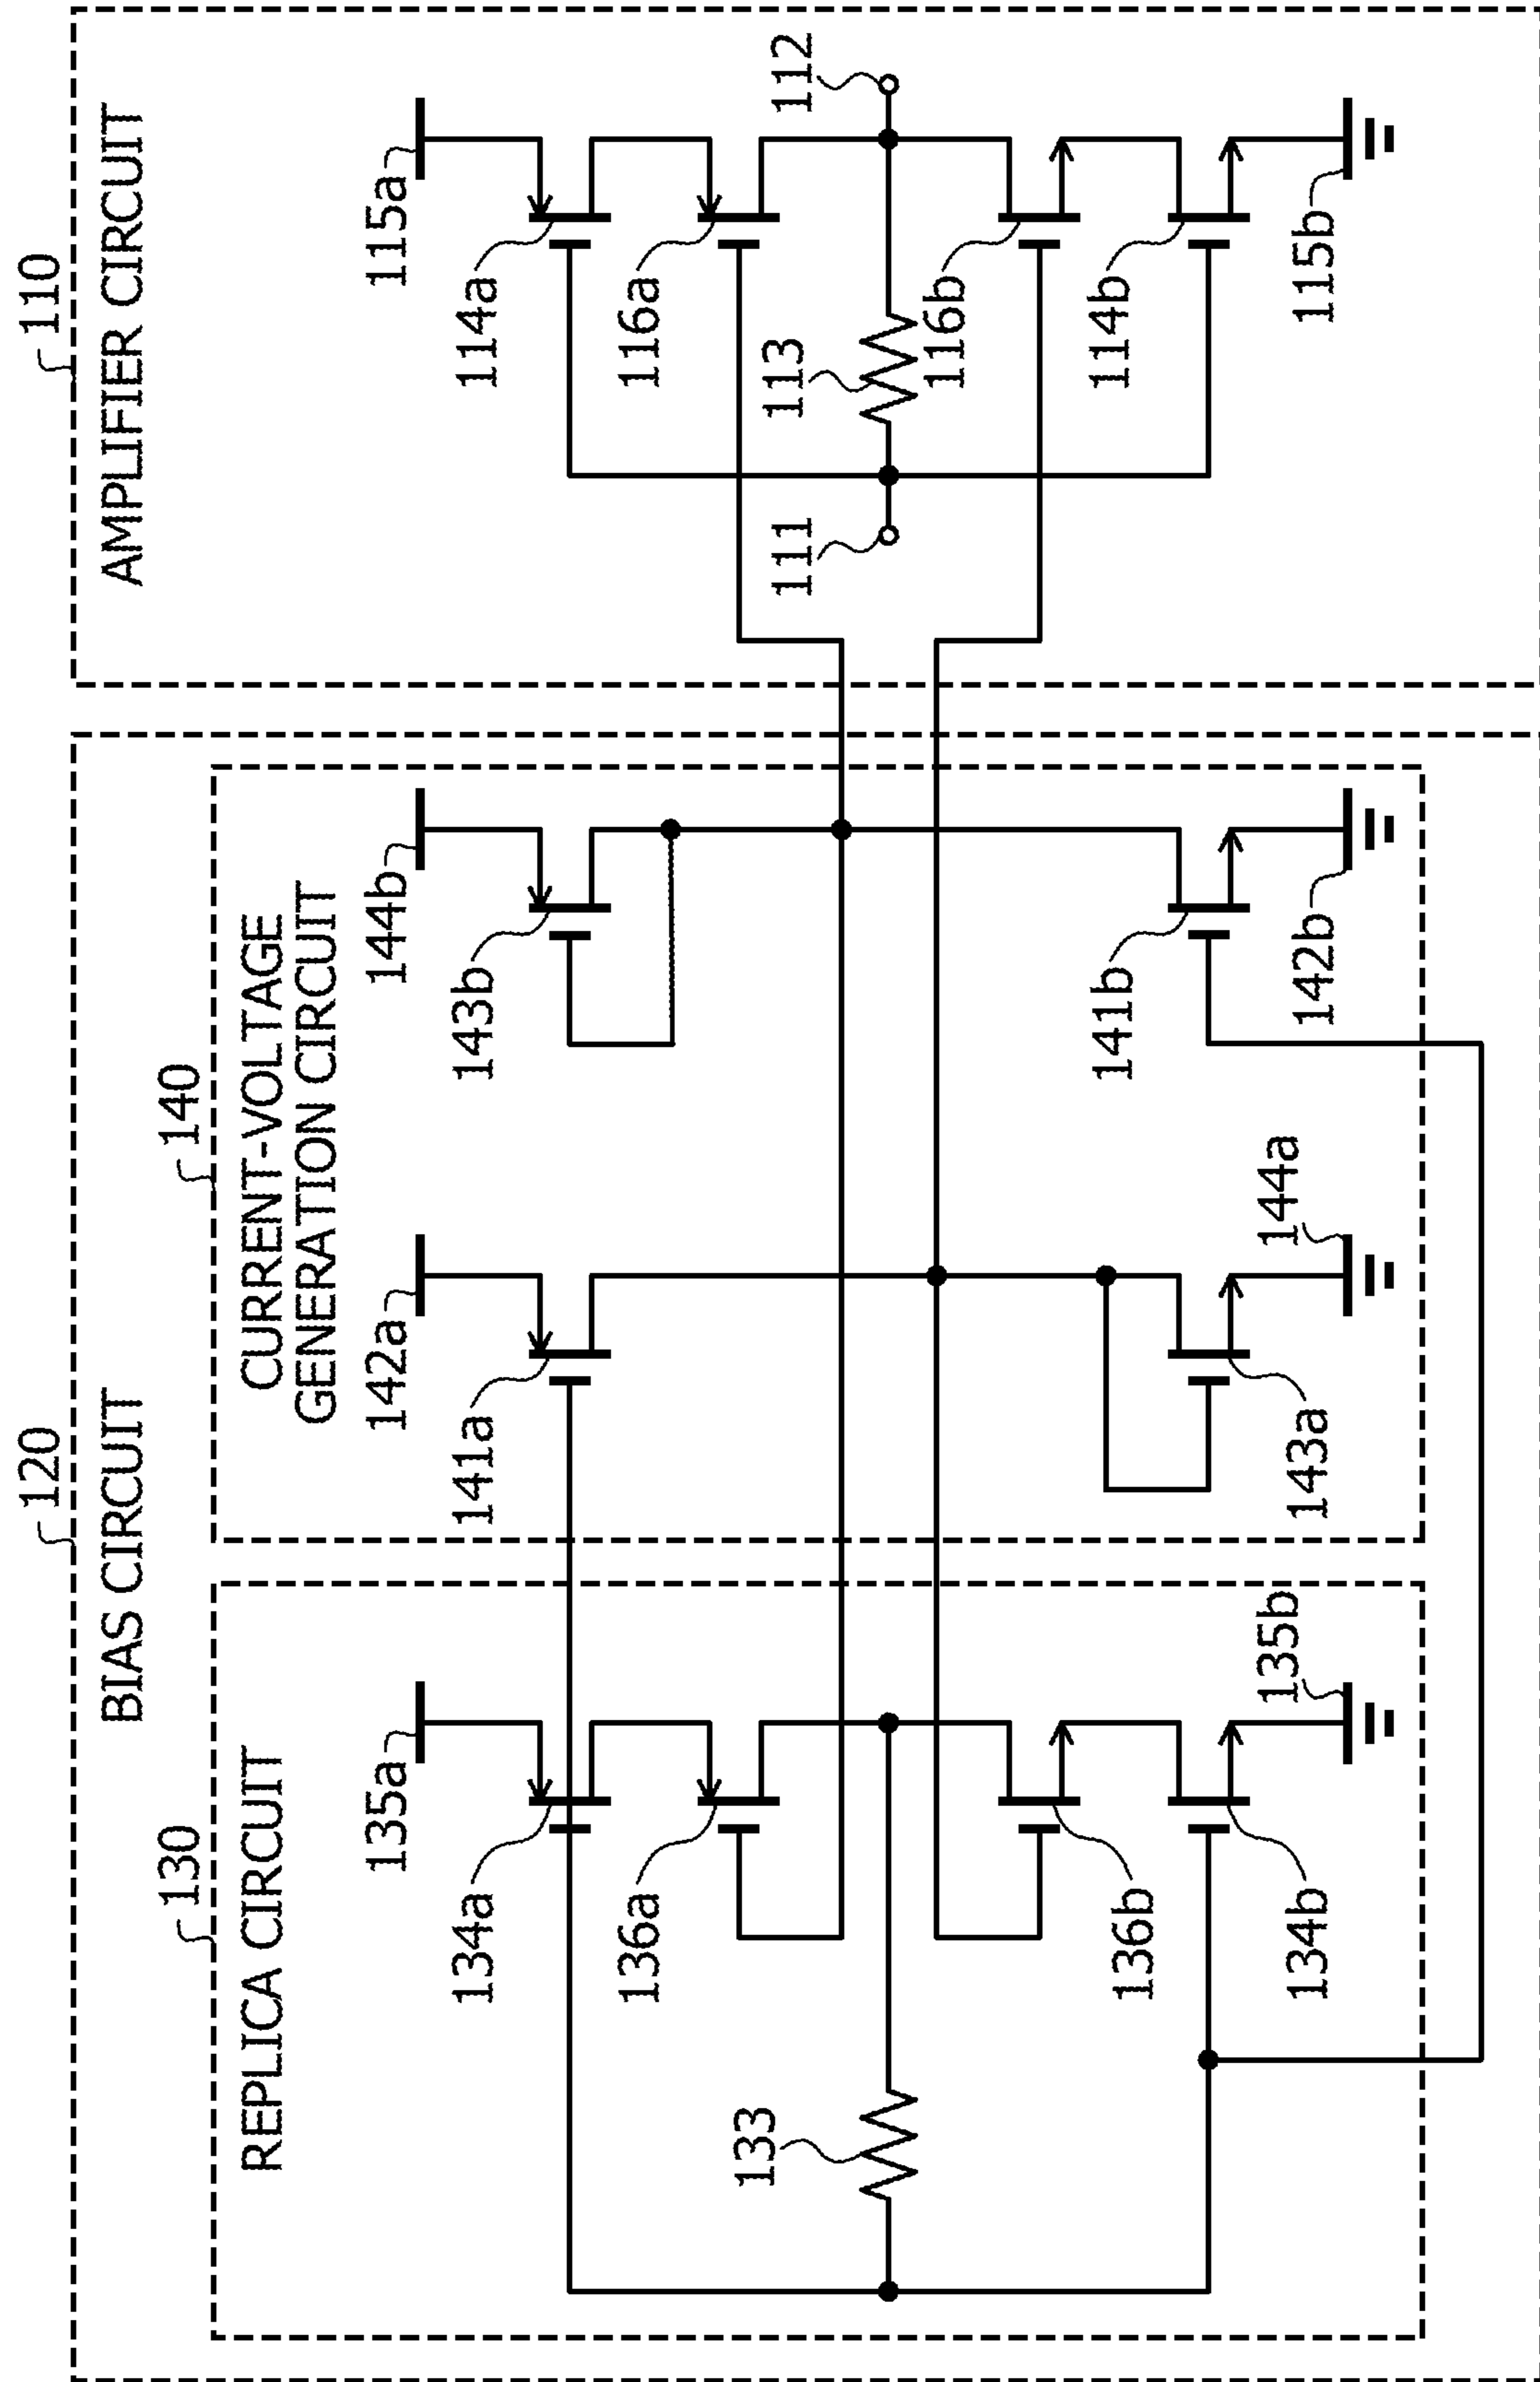 120
BIAS CIRCUIT
110
AMPLIFIER CIRCUIT
130
REPLICA CIRCUIT
140
CURRENT-VOLTAGE
GENERATION CIRCUIT
135a
142a
144b
115a
134a
141a
143b
114a
136a
116a
133
111
113
112
116b
136b
141b
114b
134b
135b
143a
144a
142b
115b